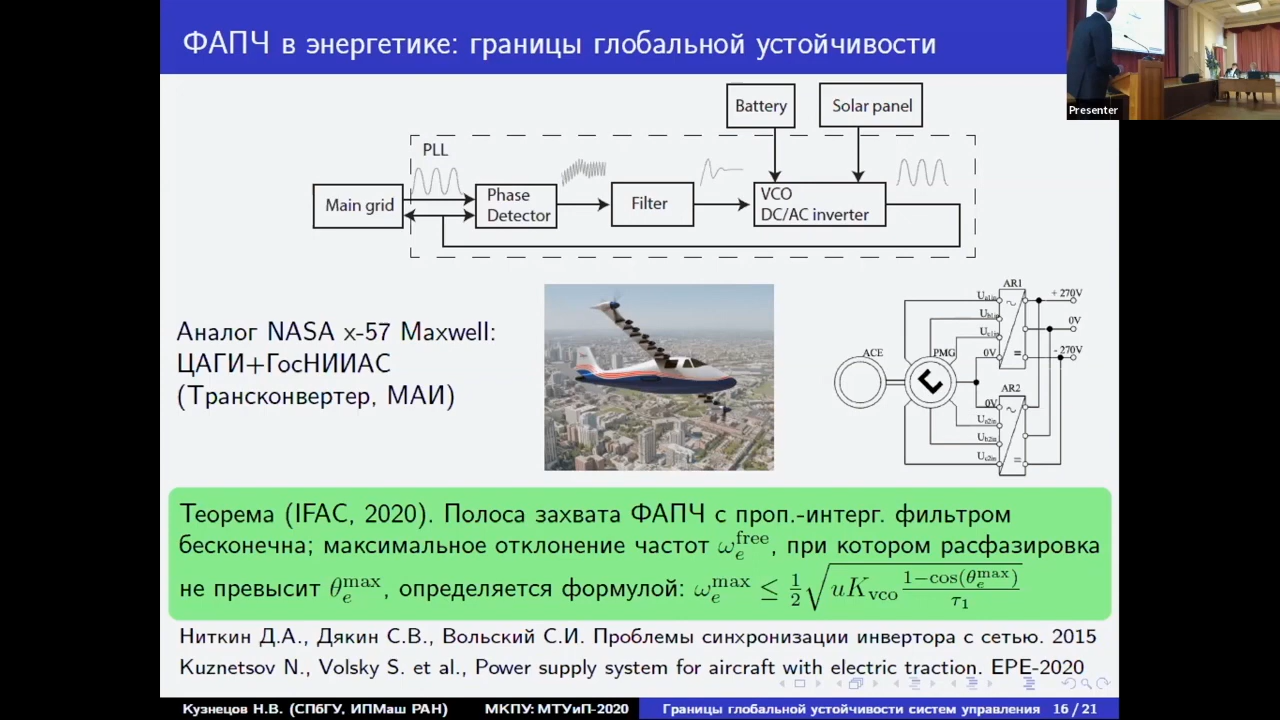 ФАПЧ в энергетике: границы глобальной устойчивости
Presenter
Battery
Solar panel
PLL
Main grid
Phase
Detector
Filter
VCO
DC/AC inverter
Аналог NASA x-57 Maxwell:
ЦАГИ+ГосНИИАС
(Трансконвертер, МАИ)
AR1
+ 270V
0V
- 270V
ACE
PMG
0V
AR2
0V
Теорема (IFAC, 2020). Полоса захвата ФАПЧ с проп.-интерг. фильтром
бесконечна; максимальное отклонение частот ω_e^free, при котором расфазировка
не превысит θ_e^max, определяется формулой: ω_e^max ≤ 1/2 √(uK_vco (1−cos(θ_e^max))/τ_1)
Ниткин Д.А., Дякин С.В., Вольский С.И. Проблемы синхронизации инвертора с сетью. 2015
Kuznetsov N., Volsky S. et al., Power supply system for aircraft with electric traction. EPE-2020
Кузнецов Н.В. (СПбГУ, ИПМаш РАН) МКПУ: МТУиП-2020 Границы глобальной устойчивости систем управления 16 / 21